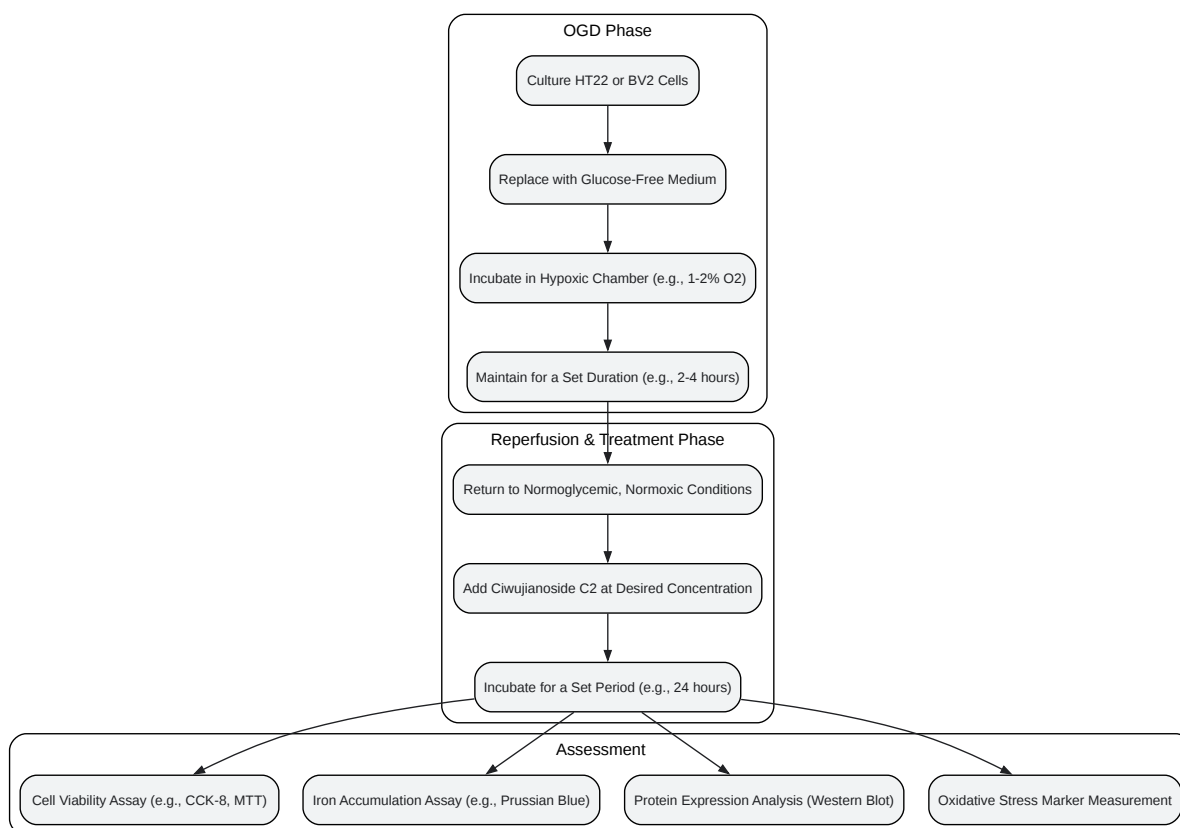 OGD Phase
Culture HT22 or BV2 Cells
Replace with Glucose-Free Medium
Incubate in Hypoxic Chamber (e.g., 1-2% O2)
Maintain for a Set Duration (e.g., 2-4 hours)
Reperfusion & Treatment Phase
Return to Normoglycemic, Normoxic Conditions
Add Ciwujianoside C2 at Desired Concentration
Incubate for a Set Period (e.g., 24 hours)
Assessment
Cell Viability Assay (e.g., CCK-8, MTT)
Iron Accumulation Assay (e.g., Prussian Blue)
Protein Expression Analysis (Western Blot)
Oxidative Stress Marker Measurement